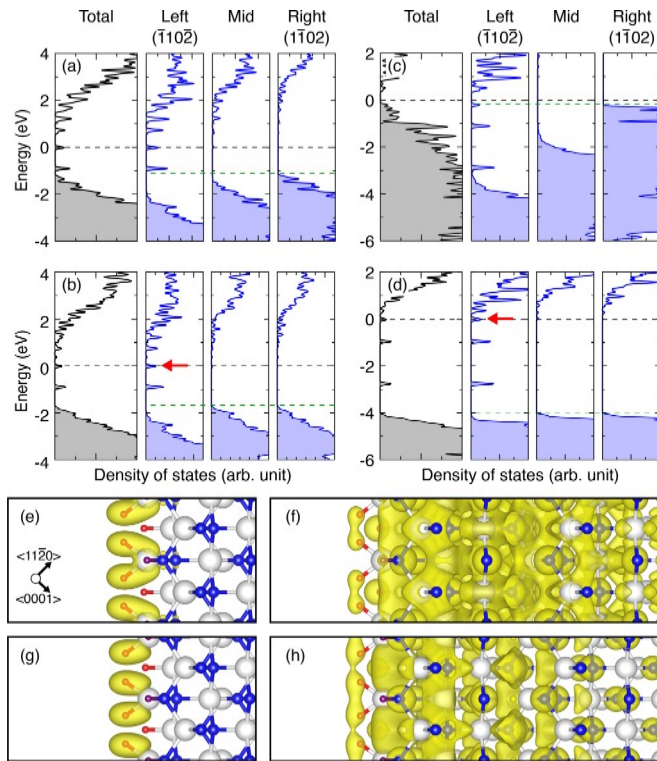 Total Left Mid Right Total Left Mid Right
(1̄102̄) (11̄02) (1̄102̄) (11̄02)
(a) (c)
4 2 0 -2 -4
Energy (eV)
2 0 -2 -4 -6
(b) (d)
4 2 0 -2 -4
Energy (eV)
2 0 -2 -4 -6
Density of states (arb. unit) Density of states (arb. unit)
(e) (f)
<112̄0>
<0001>
(g) (h)